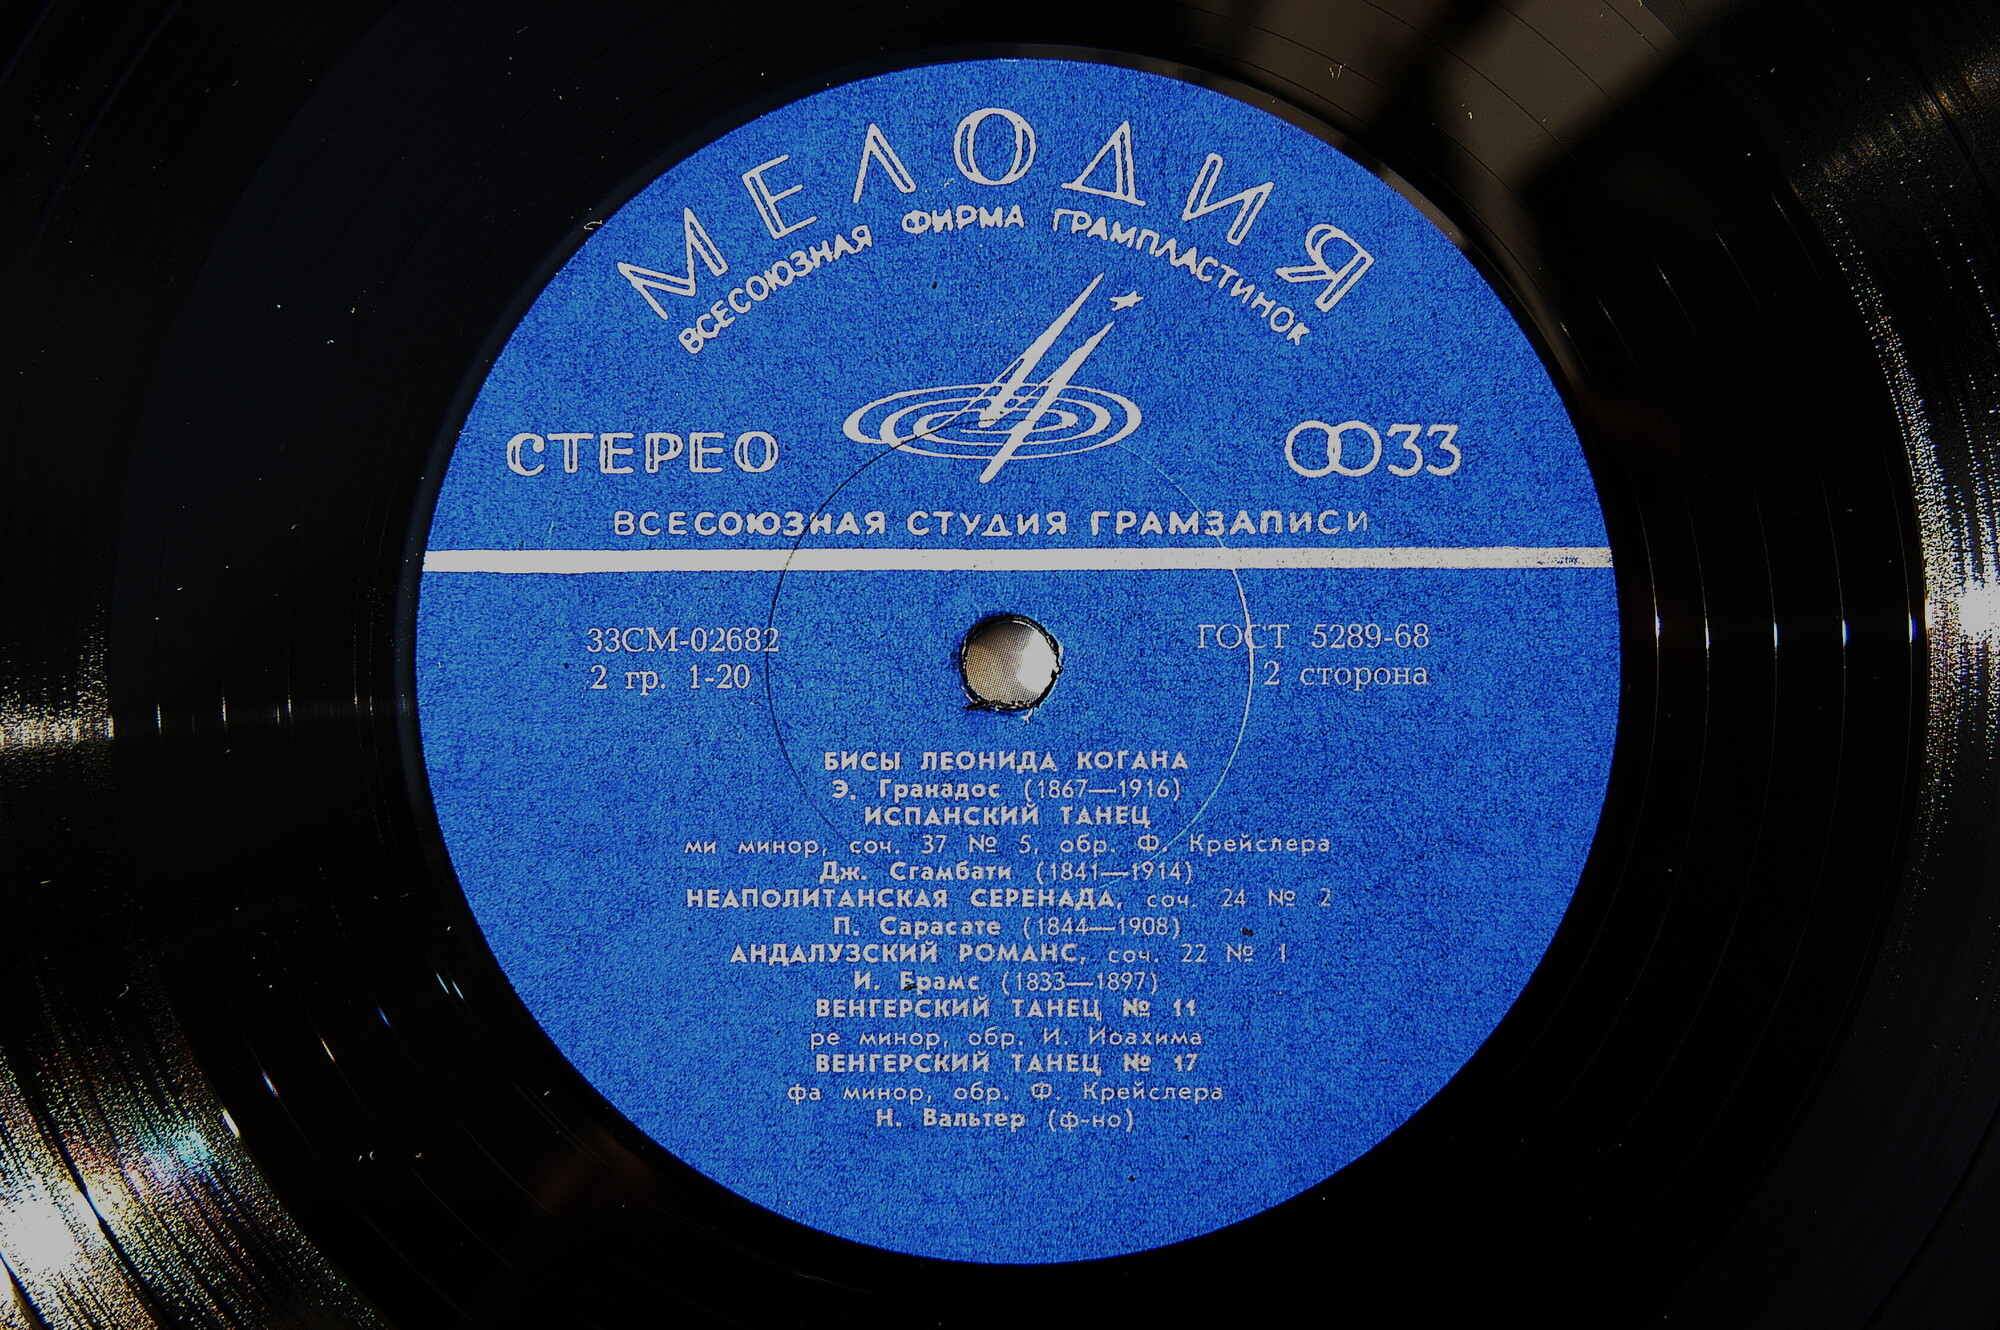 МЕЛОДИЯ
ВСЕСОЮЗНАЯ ФИРМА ГРАМПЛАСТИНОК
СТЕРЕО
33
ВСЕСОЮЗНАЯ СТУДИЯ ГРАМЗАПИСИ
33СМ-02682
ГОСТ 5289-68
2 гр. 1-20
2 сторона
БИСЫ ЛЕОНИДА КОГАНА
Э. Гранадос (1867—1916)
ИСПАНСКИЙ ТАНЕЦ
ми минор, соч. 37 № 5, обр. Ф. Крейслера
Дж. Сгамбати (1841—1914)
НЕАПОЛИТАНСКАЯ СЕРЕНАДА, соч. 24 № 2
П. Сарасате (1844—1908)
АНДАЛУЗСКИЙ РОМАНС, соч. 22 № 1
И. Брамс (1833—1897)
ВЕНГЕРСКИЙ ТАНЕЦ № 11
ре минор, обр. И. Иоахима
ВЕНГЕРСКИЙ ТАНЕЦ № 17
фа минор, обр. Ф. Крейслера
Н. Вальтер (ф-но)